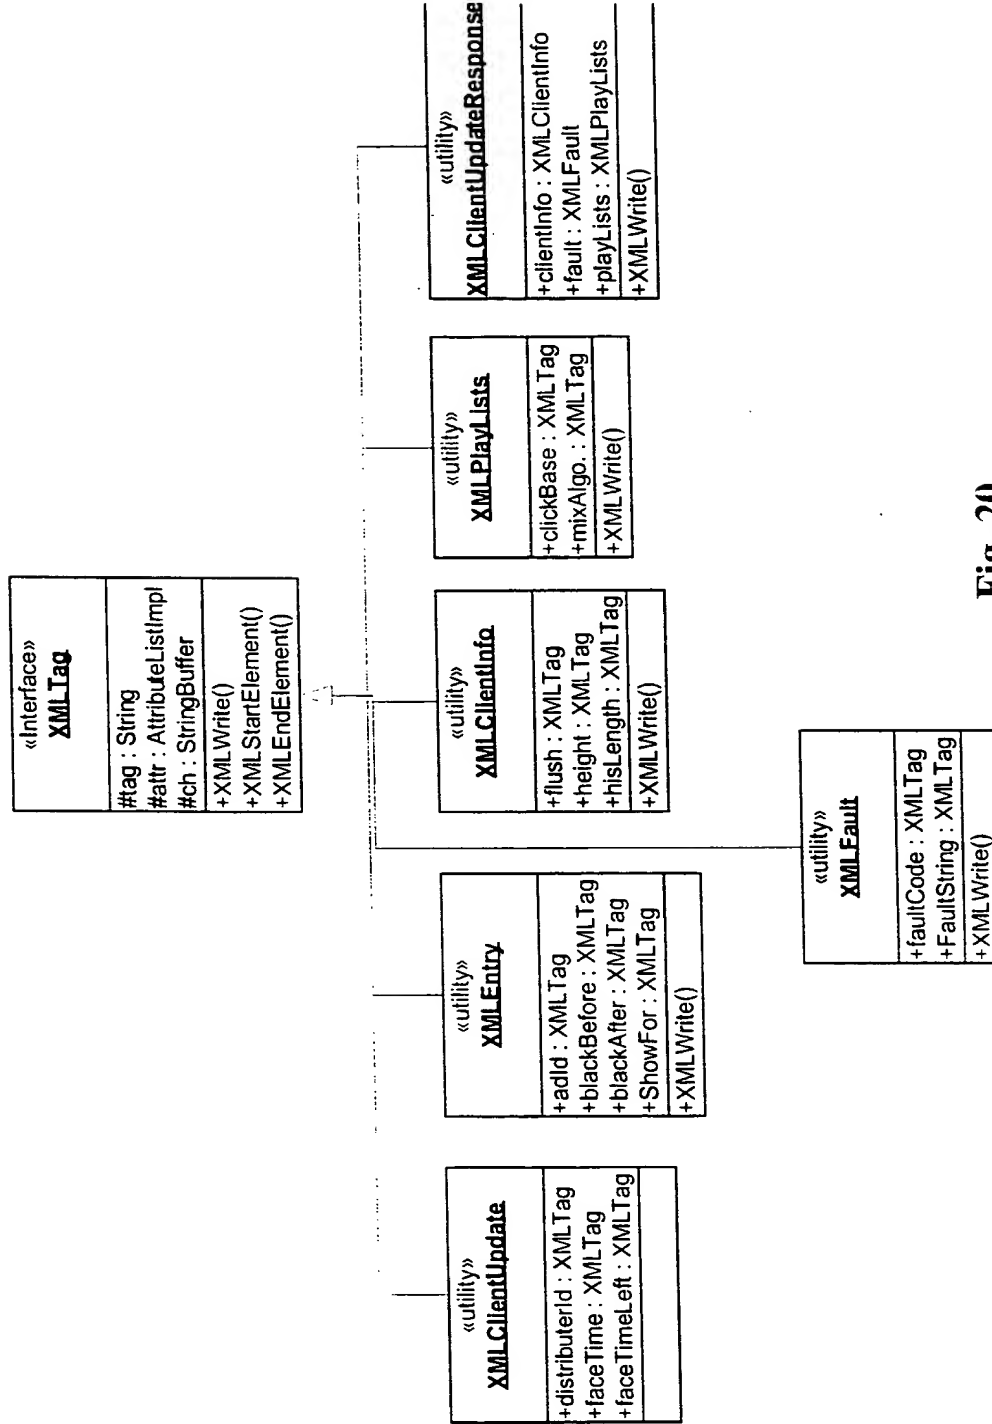 «Interface»
XMLTag
#tag : String
#attr : AttributeListImpl
#ch : StringBuffer
+XMLWrite()
+XMLStartElement()
+XMLEndElement()
«utility»
XMLClientUpdate
+distributerId : XMLTag
+faceTime : XMLTag
+faceTimeLeft : XMLTag
«utility»
XMLEntry
+adId : XMLTag
+blackBefore : XMLTag
+blackAfter : XMLTag
+ShowFor : XMLTag
+XMLWrite()
«utility»
XMLClientInfo
+flush : XMLTag
+height : XMLTag
+hisLength : XMLTag
+XMLWrite()
«utility»
XMLPlayLists
+clickBase : XMLTag
+mixAlgo. : XMLTag
+XMLWrite()
«utility»
XMLClientUpdateResponse
+clientInfo : XMLClientInfo
+fault : XMLFault
+playLists : XMLPlayLists
+XMLWrite()
«utility»
XMLFault
+faultCode : XMLTag
+FaultString : XMLTag
+XMLWrite()
Fig. 20